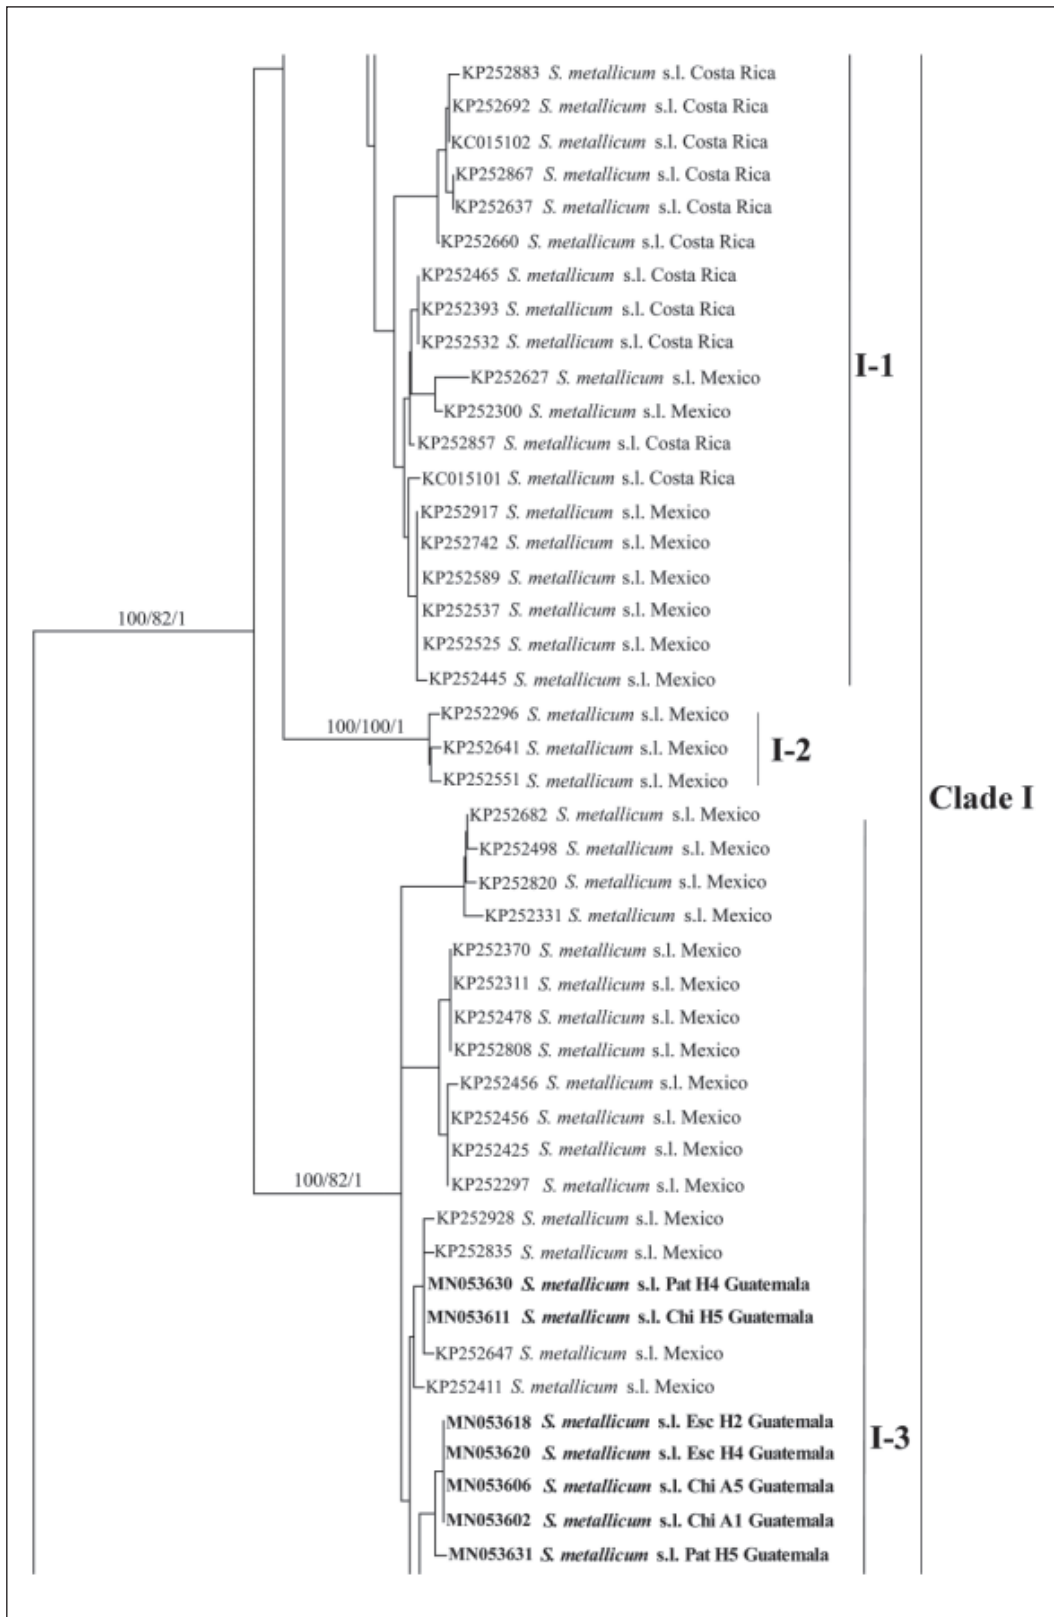 KP252883 S. metallicum s.l. Costa Rica
KP252692 S. metallicum s.l. Costa Rica
KC015102 S. metallicum s.l. Costa Rica
KP252867 S. metallicum s.l. Costa Rica
KP252637 S. metallicum s.l. Costa Rica
KP252660 S. metallicum s.l. Costa Rica
KP252465 S. metallicum s.l. Costa Rica
KP252393 S. metallicum s.l. Costa Rica
KP252532 S. metallicum s.l. Costa Rica
I-1
KP252627 S. metallicum s.l. Mexico
KP252300 S. metallicum s.l. Mexico
KP252857 S. metallicum s.l. Costa Rica
KC015101 S. metallicum s.l. Costa Rica
KP252917 S. metallicum s.l. Mexico
KP252742 S. metallicum s.l. Mexico
KP252589 S. metallicum s.l. Mexico
KP252537 S. metallicum s.l. Mexico
100/82/1
KP252525 S. metallicum s.l. Mexico
KP252445 S. metallicum s.l. Mexico
KP252296 S. metallicum s.l. Mexico
100/100/1
KP252641 S. metallicum s.l. Mexico
I-2
KP252551 S. metallicum s.l. Mexico
Clade I
KP252682 S. metallicum s.l. Mexico
KP252498 S. metallicum s.l. Mexico
KP252820 S. metallicum s.l. Mexico
KP252331 S. metallicum s.l. Mexico
KP252370 S. metallicum s.l. Mexico
KP252311 S. metallicum s.l. Mexico
KP252478 S. metallicum s.l. Mexico
KP252808 S. metallicum s.l. Mexico
KP252456 S. metallicum s.l. Mexico
KP252456 S. metallicum s.l. Mexico
KP252425 S. metallicum s.l. Mexico
100/82/1
KP252297 S. metallicum s.l. Mexico
KP252928 S. metallicum s.l. Mexico
KP252835 S. metallicum s.l. Mexico
MN053630 S. metallicum s.l. Pat H4 Guatemala
MN053611 S. metallicum s.l. Chi H5 Guatemala
KP252647 S. metallicum s.l. Mexico
KP252411 S. metallicum s.l. Mexico
MN053618 S. metallicum s.l. Esc H2 Guatemala
I-3
MN053620 S. metallicum s.l. Esc H4 Guatemala
MN053606 S. metallicum s.l. Chi A5 Guatemala
MN053602 S. metallicum s.l. Chi A1 Guatemala
MN053631 S. metallicum s.l. Pat H5 Guatemala